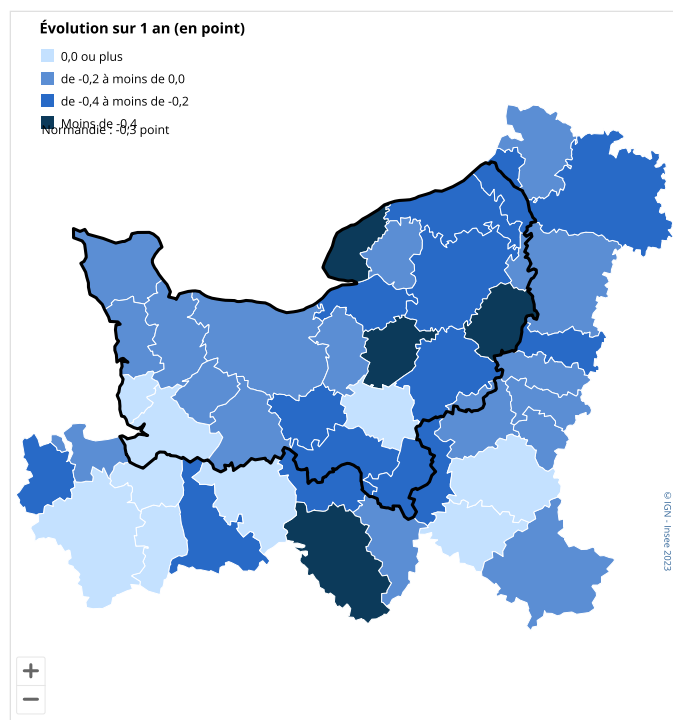 Évolution sur 1 an (en point)
0,0 ou plus
de -0,2 à moins de 0,0
de -0,4 à moins de -0,2
Moins de -0,4
Normandie : -0,3 point
© IGN - Insee 2023